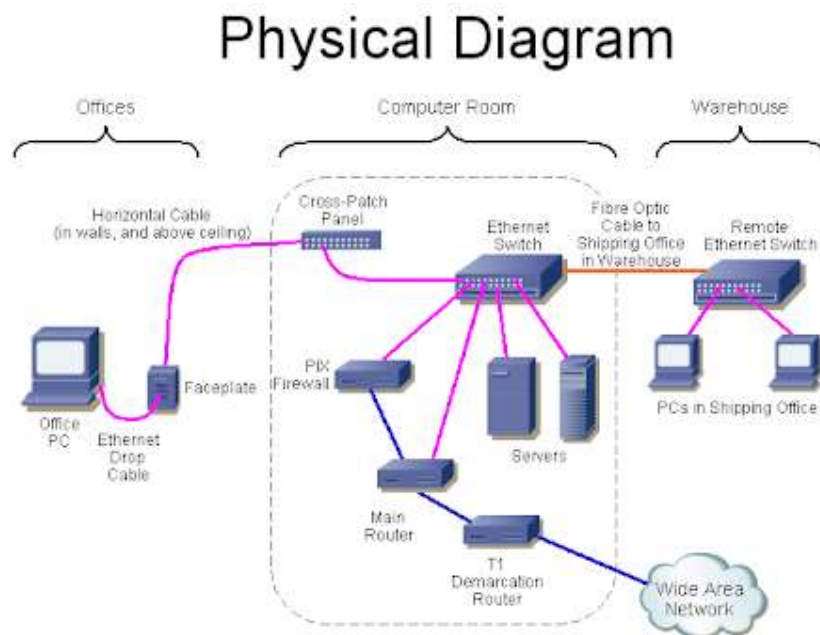 Physical Diagram
Offices
Computer Room
Warehouse
Horizontal Cable
(in walls, and above ceiling)
Cross-Patch
Panel
Ethernet
Switch
Fibre Optic
Cable to
Shipping Office
in Warehouse
Remote
Ethernet Switch
Office
PC
Ethernet
Drop
Cable
Faceplate
PIX
Firewall
Servers
PCs in Shipping Office
Main
Router
T1
Demarcation
Router
Wide Area
Network